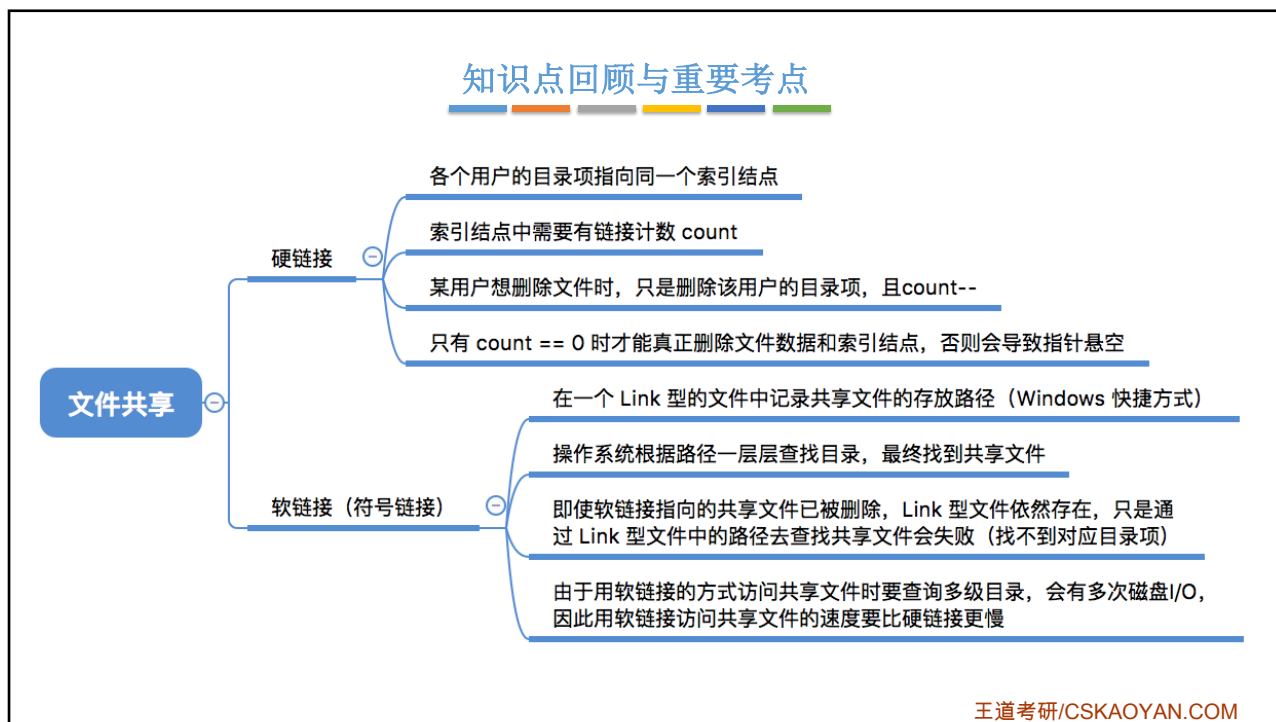 知识点回顾与重要考点
各个用户的目录项指向同一个索引结点
索引结点中需要有链接计数 count
硬链接
某用户想删除文件时，只是删除该用户的目录项，且count--
只有 count == 0 时才能真正删除文件数据和索引结点，否则会导致指针悬空
文件共享
在一个 Link 型的文件中记录共享文件的存放路径（Windows 快捷方式）
操作系统根据路径一层层查找目录，最终找到共享文件
软链接（符号链接）
即使软链接指向的共享文件已被删除，Link 型文件依然存在，只是通
过 Link 型文件中的路径去查找共享文件会失败（找不到对应目录项）
由于用软链接的方式访问共享文件时要查询多级目录，会有多次磁盘I/O，
因此用软链接访问共享文件的速度要比硬链接更慢
王道考研/CSKAOYAN.COM